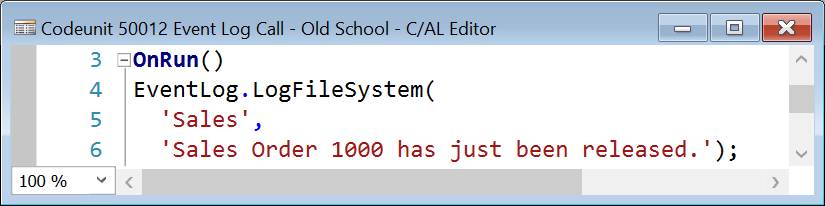 Codeunit 50012 Event Log Call - Old School - C/AL Editor
3 OnRun()
4 EventLog.LogFileSystem(
5 'Sales',
6 'Sales Order 1000 has just been released.');
100 %